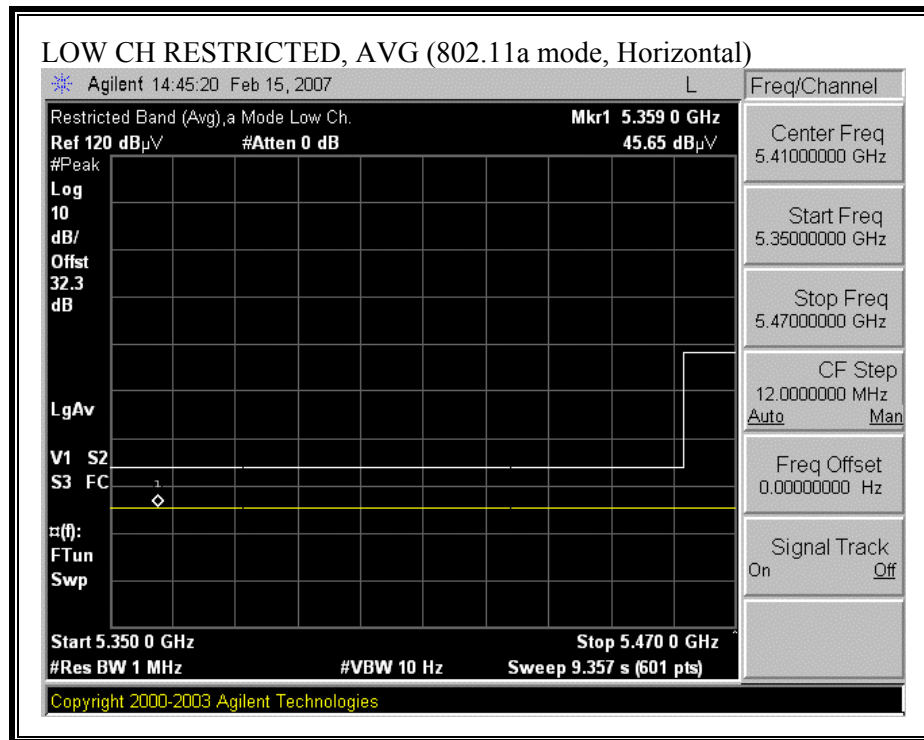 LOW CH RESTRICTED, AVG (802.11a mode, Horizontal)
Agilent 14:45:20 Feb 15, 2007 L
Restricted Band (Avg),a Mode Low Ch. Mkr1 5.359 0 GHz
Ref 120 dBµV #Atten 0 dB 45.65 dBµV
#Peak
Log
10
dB/
Offst
32.3
dB
LgAv
V1 S2
S3 FC
1
¤(f):
FTun
Swp
Start 5.350 0 GHz Stop 5.470 0 GHz ^
#Res BW 1 MHz #VBW 10 Hz Sweep 9.357 s (601 pts)
Copyright 2000-2003 Agilent Technologies
Freq/Channel
Center Freq
5.41000000 GHz
Start Freq
5.35000000 GHz
Stop Freq
5.47000000 GHz
CF Step
12.0000000 MHz
Auto Man
Freq Offset
0.00000000 Hz
Signal Track
On Off